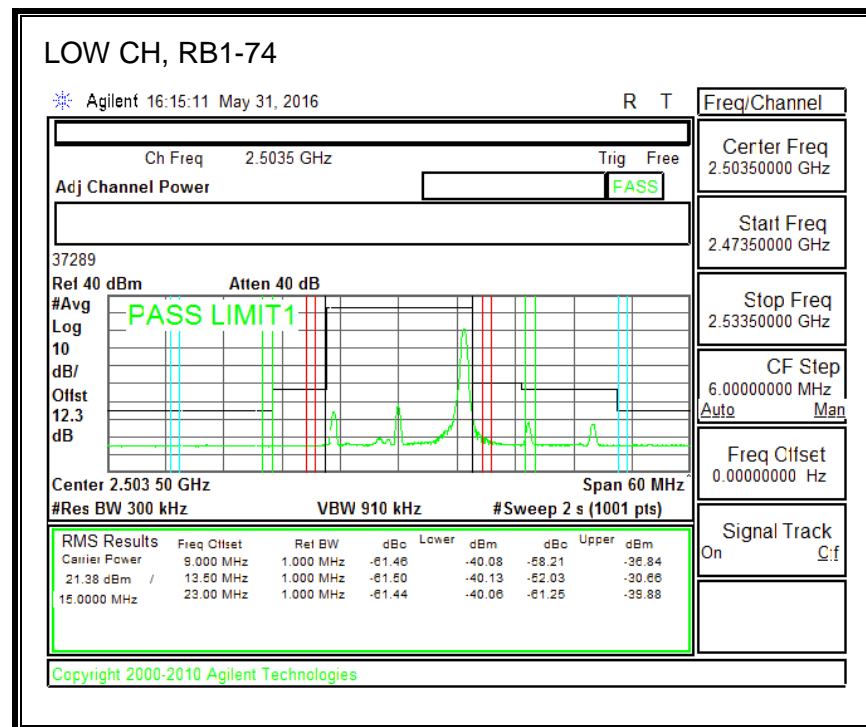 LOW CH, RB1-74
Agilent 16:15:11 May 31, 2016 R T
Freq/Channel
Ch Freq 2.5035 GHz Trig Free
Adj Channel Power PASS
37289
Ref 40 dBm Atten 40 dB
#Avg
Log
10
dB/
Offst
12.3
dB
PASS LIMIT1
Center 2.503 50 GHz Span 60 MHz
#Res BW 300 kHz VBW 910 kHz #Sweep 2 s (1001 pts)
RMS Results Freq Offset Ref BW dBc Lower dBm dBc Upper dBm
Carrier Power 9.000 MHz 1.000 MHz -61.46 -40.08 -58.21 -36.84
21.38 dBm / 13.50 MHz 1.000 MHz -61.50 -40.13 -52.03 -30.66
15.0000 MHz 23.00 MHz 1.000 MHz -61.44 -40.06 -61.25 -39.88
Center Freq
2.50350000 GHz
Start Freq
2.47350000 GHz
Stop Freq
2.53350000 GHz
CF Step
6.00000000 MHz
Auto Man
Freq Offset
0.00000000 Hz
Signal Track
On Off
Copyright 2000-2010 Agilent Technologies